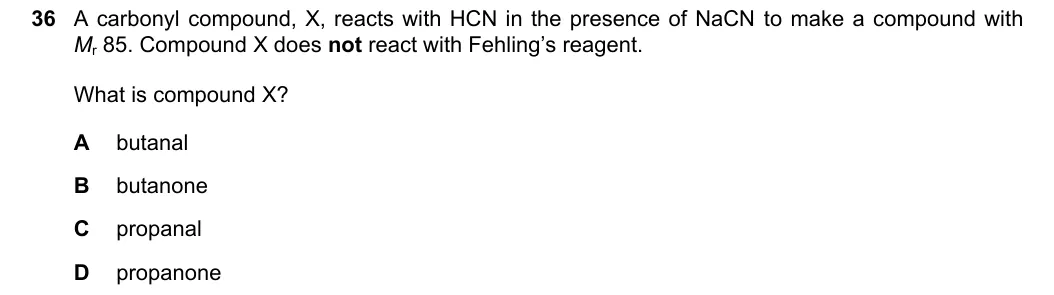 36 A carbonyl compound, X, reacts with HCN in the presence of NaCN to make a compound with
Mr 85. Compound X does not react with Fehling's reagent.
What is compound X?
A butanal
B butanone
C propanal
D propanone